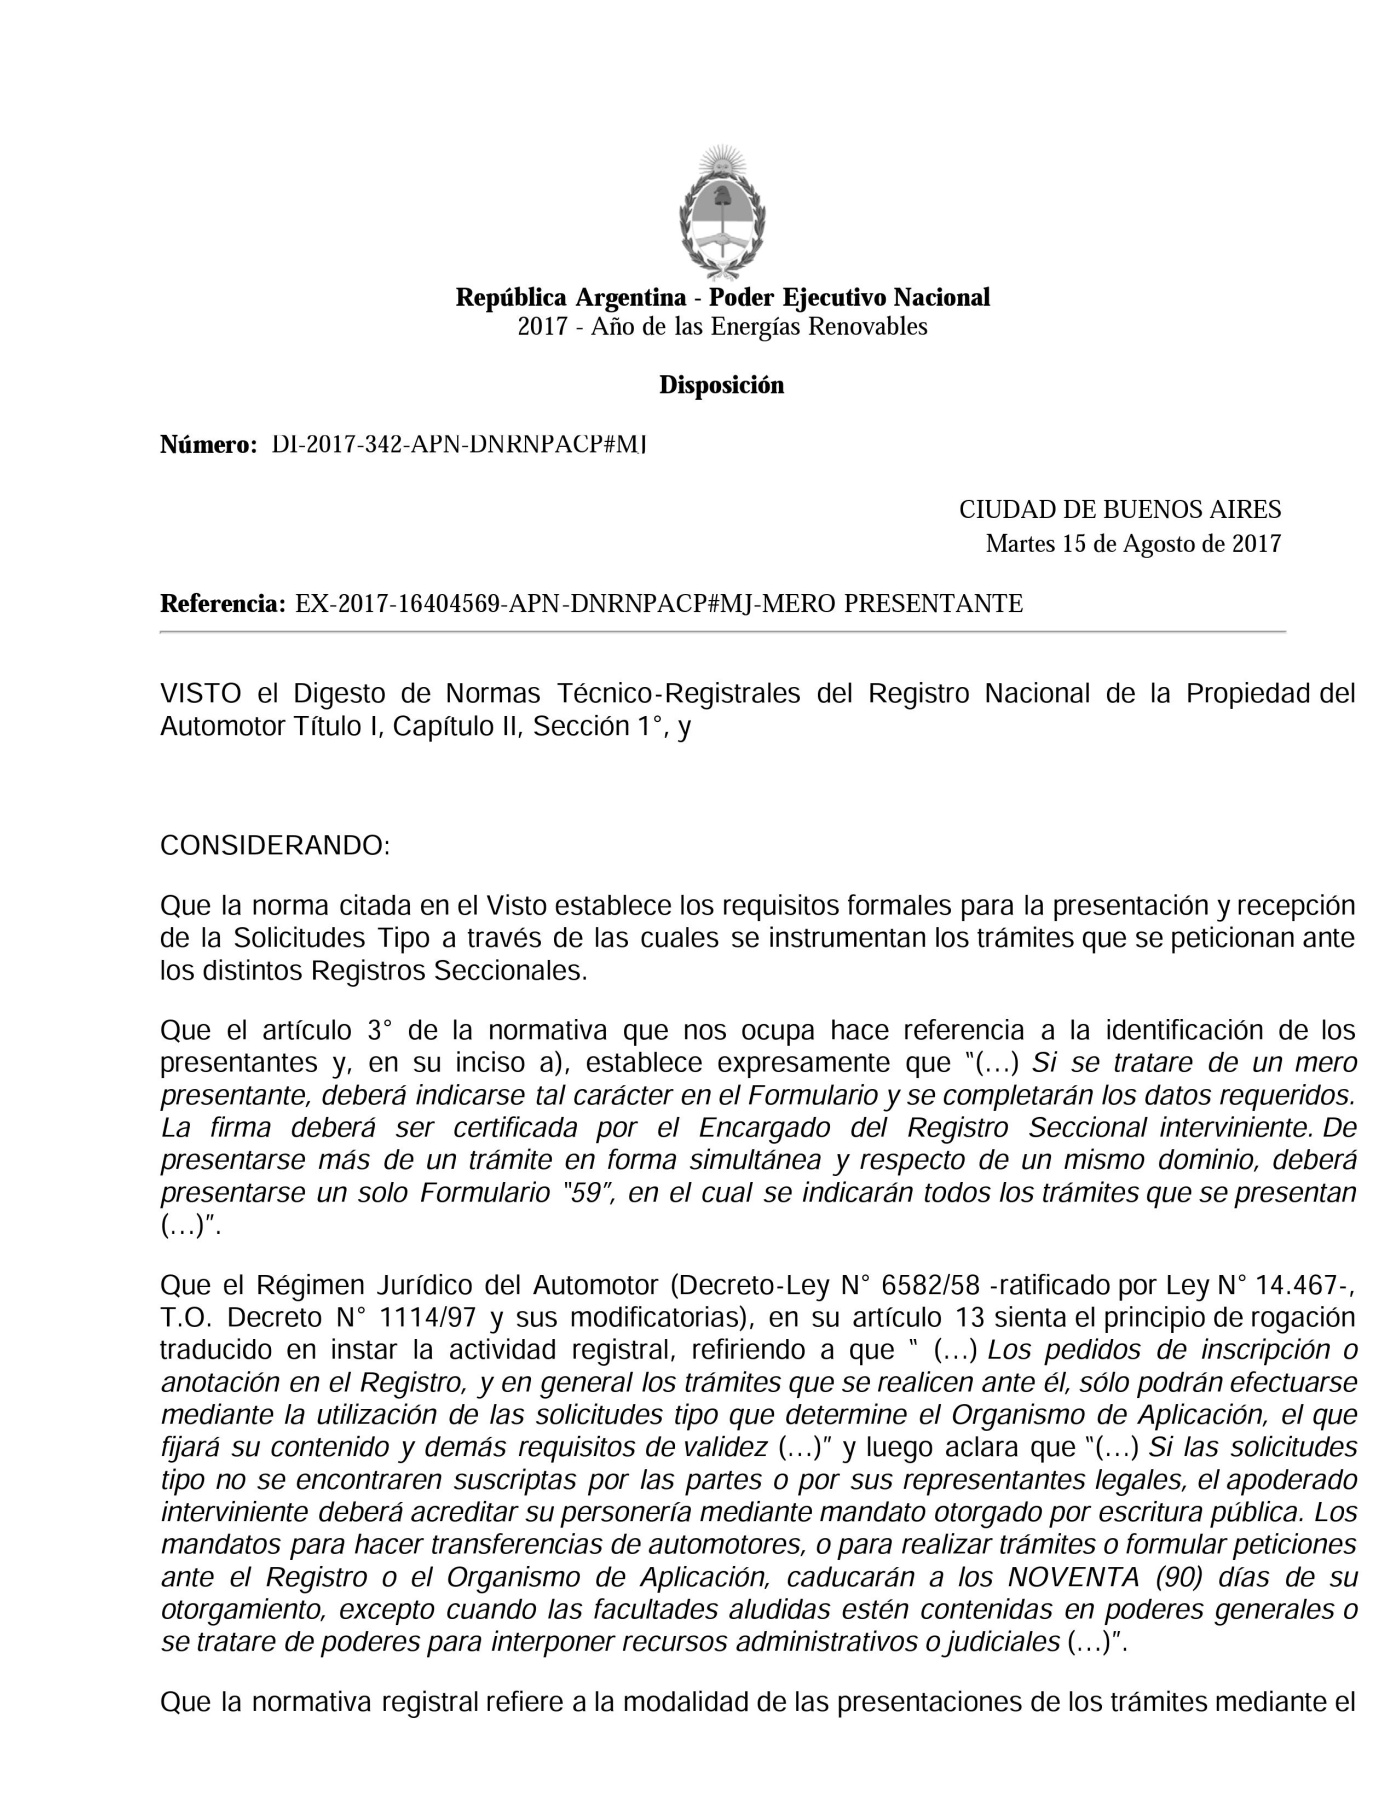 República Argentina - Poder Ejecutivo Nacional
2017 - Año de las Energías Renovables
Disposición
Número: DI-2017-342-APN-DNRNPACP#MJ
CIUDAD DE BUENOS AIRES
Martes 15 de Agosto de 2017
Referencia: EX-2017-16404569-APN-DNRNPACP#MJ-MERO PRESENTANTE
VISTO el Digesto de Normas Técnico-Registrales del Registro Nacional de la Propiedad del
Automotor Título I, Capítulo II, Sección 1°, y
CONSIDERANDO:
Que la norma citada en el Visto establece los requisitos formales para la presentación y recepción
de la Solicitudes Tipo a través de las cuales se instrumentan los trámites que se peticionan ante
los distintos Registros Seccionales.
Que el artículo 3° de la normativa que nos ocupa hace referencia a la identificación de los
presentantes y, en su inciso a), establece expresamente que “(…) Si se tratare de un mero
presentante, deberá indicarse tal carácter en el Formulario y se completarán los datos requeridos.
La firma deberá ser certificada por el Encargado del Registro Seccional interviniente. De
presentarse más de un trámite en forma simultánea y respecto de un mismo dominio, deberá
presentarse un solo Formulario “59”, en el cual se indicarán todos los trámites que se presentan
(…)”.
Que el Régimen Jurídico del Automotor (Decreto-Ley N° 6582/58 -ratificado por Ley N° 14.467-,
T.O. Decreto N° 1114/97 y sus modificatorias), en su artículo 13 sienta el principio de rogación
traducido en instar la actividad registral, refiriendo a que “ (…) Los pedidos de inscripción o
anotación en el Registro, y en general los trámites que se realicen ante él, sólo podrán efectuarse
mediante la utilización de las solicitudes tipo que determine el Organismo de Aplicación, el que
fijará su contenido y demás requisitos de validez (…)” y luego aclara que “(…) Si las solicitudes
tipo no se encontraren suscriptas por las partes o por sus representantes legales, el apoderado
interviniente deberá acreditar su personería mediante mandato otorgado por escritura pública. Los
mandatos para hacer transferencias de automotores, o para realizar trámites o formular peticiones
ante el Registro o el Organismo de Aplicación, caducarán a los NOVENTA (90) días de su
otorgamiento, excepto cuando las facultades aludidas estén contenidas en poderes generales o
se tratare de poderes para interponer recursos administrativos o judiciales (…)”.
Que la normativa registral refiere a la modalidad de las presentaciones de los trámites mediante el